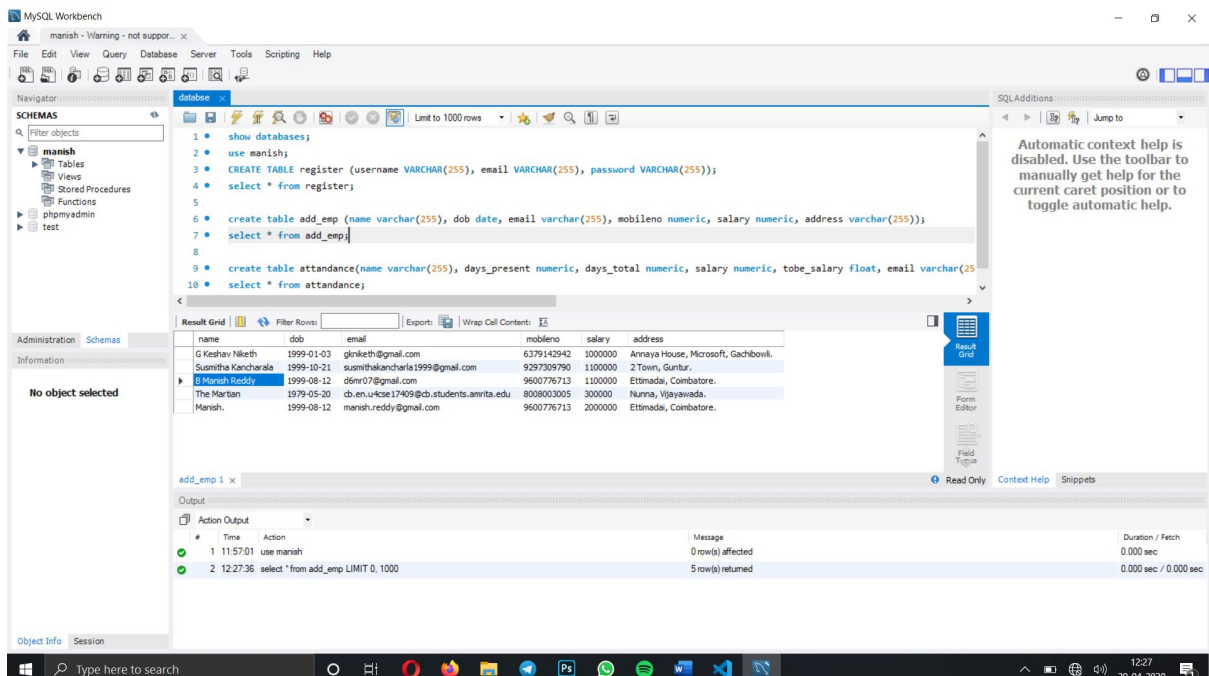 MySQL Workbench
manish - Warning - not suppor...
File Edit View Query Database Server Tools Scripting Help
Navigator
SCHEMAS
Filter objects
manish
Tables
Views
Stored Procedures
Functions
phpmyadmin
test
Administration Schemas
Information
No object selected
Object Info Session
databse
Limit to 1000 rows
1 show databases;
2 use manish;
3 CREATE TABLE register (username VARCHAR(255), email VARCHAR(255), password VARCHAR(255));
4 select * from register;
5
6 create table add_emp (name varchar(255), dob date, email varchar(255), mobileno numeric, salary numeric, address varchar(255));
7 select * from add_emp;
8
9 create table attandance(name varchar(255), days_present numeric, days_total numeric, salary numeric, tobe_salary float, email varchar(25
10 select * from attandance;
Result Grid Filter Rows: Export: Wrap Cell Content:
name dob email mobileno salary address
G Keshav Niketh 1999-01-03 gkniketh@gmail.com 6379142942 1000000 Annaya House, Microsoft, Gachibowli.
Susmitha Kancharala 1999-10-21 susmithakancharla1999@gmail.com 9297309790 1100000 2 Town, Guntur.
B Manish Reddy 1999-08-12 d6mr07@gmail.com 9600776713 1100000 Ettimadai, Coimbatore.
The Martian 1979-05-20 cb.en.u4cse17409@cb.students.amrita.edu 8008003005 300000 Nunna, Vijayawada.
Manish. 1999-08-12 manish.reddy@gmail.com 9600776713 2000000 Ettimadai, Coimbatore.
Result Grid
Form Editor
Field Types
add_emp 1
Read Only
Output
Action Output
# Time Action Message Duration / Fetch
1 11:57:01 use manish 0 row(s) affected 0.000 sec
2 12:27:36 select * from add_emp LIMIT 0, 1000 5 row(s) returned 0.000 sec / 0.000 sec
SQLAdditions
Jump to
Automatic context help is
disabled. Use the toolbar to
manually get help for the
current caret position or to
toggle automatic help.
Context Help Snippets
Type here to search
Ps
12:27